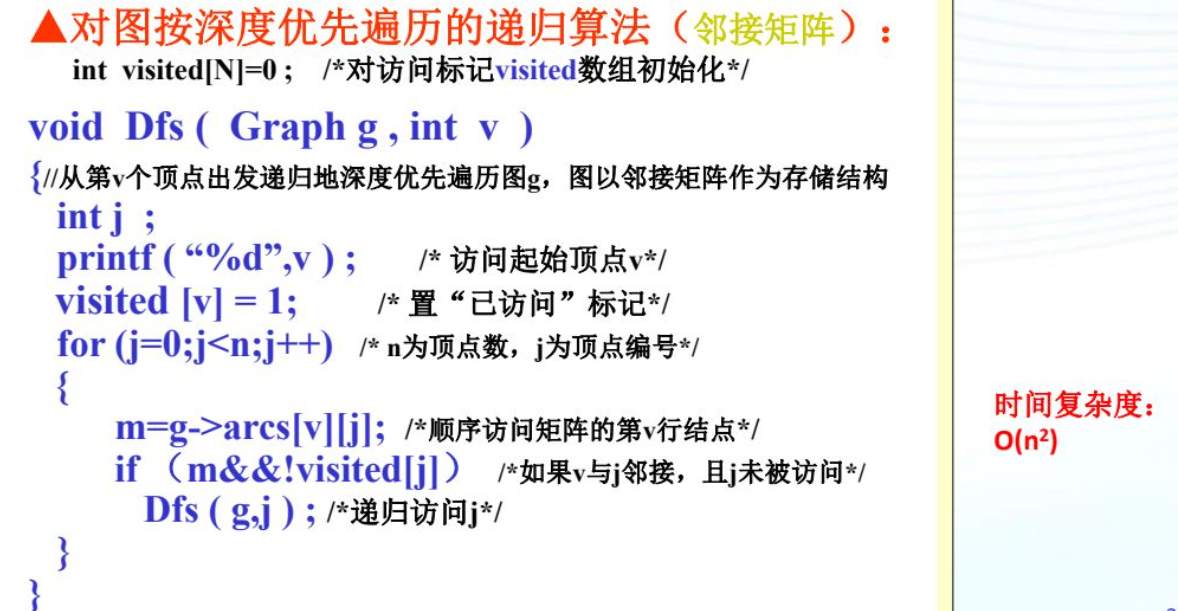 ▲对图按深度优先遍历的递归算法（邻接矩阵）：
int visited[N]=0 ; /*对访问标记visited数组初始化*/
void Dfs ( Graph g , int v )
{//从第v个顶点出发递归地深度优先遍历图g，图以邻接矩阵作为存储结构
int j ;
printf ( “%d”,v ) ; /* 访问起始顶点v*/
visited [v] = 1; /* 置“已访问”标记*/
for (j=0;j<n;j++) /* n为顶点数，j为顶点编号*/
{
m=g->arcs[v][j]; /*顺序访问矩阵的第v行结点*/
if （m&&!visited[j]） /*如果v与j邻接，且j未被访问*/
Dfs ( g,j ) ; /*递归访问j*/
}
}
时间复杂度：
O(n²)